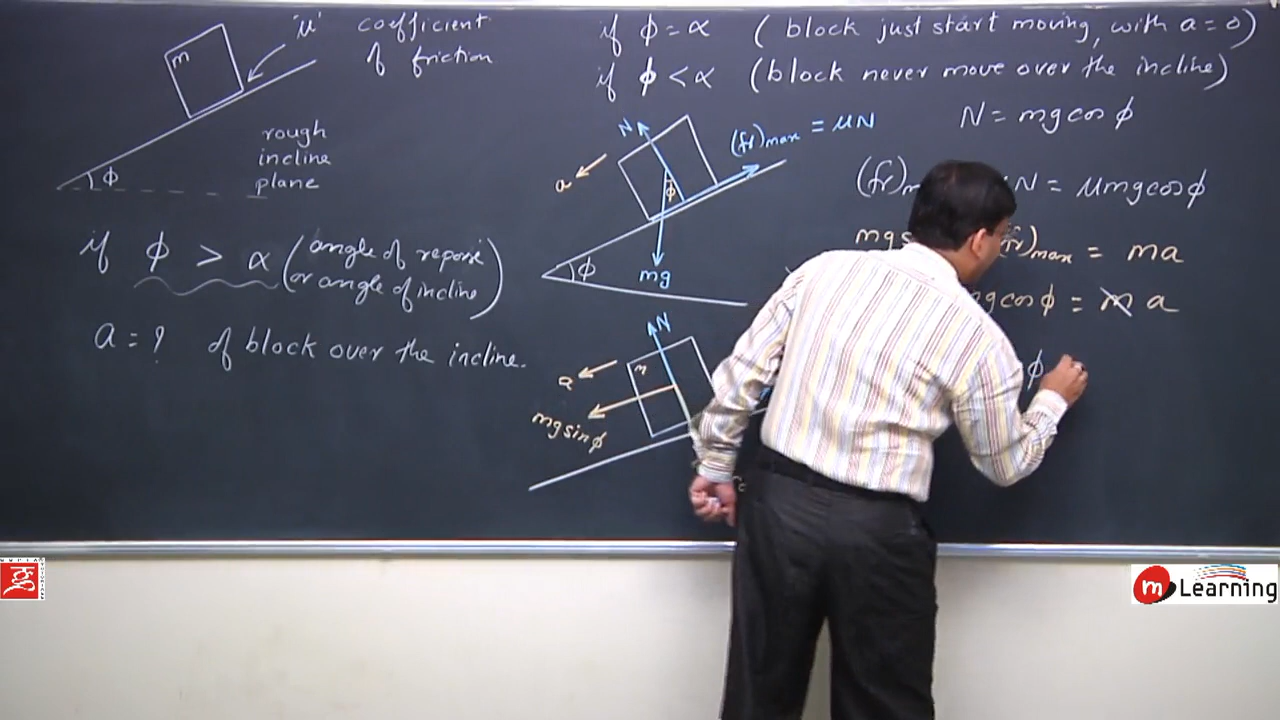 'μ' coefficient
of friction
m
rough
incline
plane
ϕ
if ϕ > α (angle of repose
or angle of incline)
a = ? of block over the incline.
if ϕ = α (block just start moving, with a = 0)
if ϕ < α (block never move over the incline)
N
(fr)max = μN
a
ϕ
ϕ
mg
N
m
a
mg sin ϕ
N = mg cos ϕ
N = μmg cos ϕ
)max = ma
g cos ϕ = m a
ϕ
m Learning